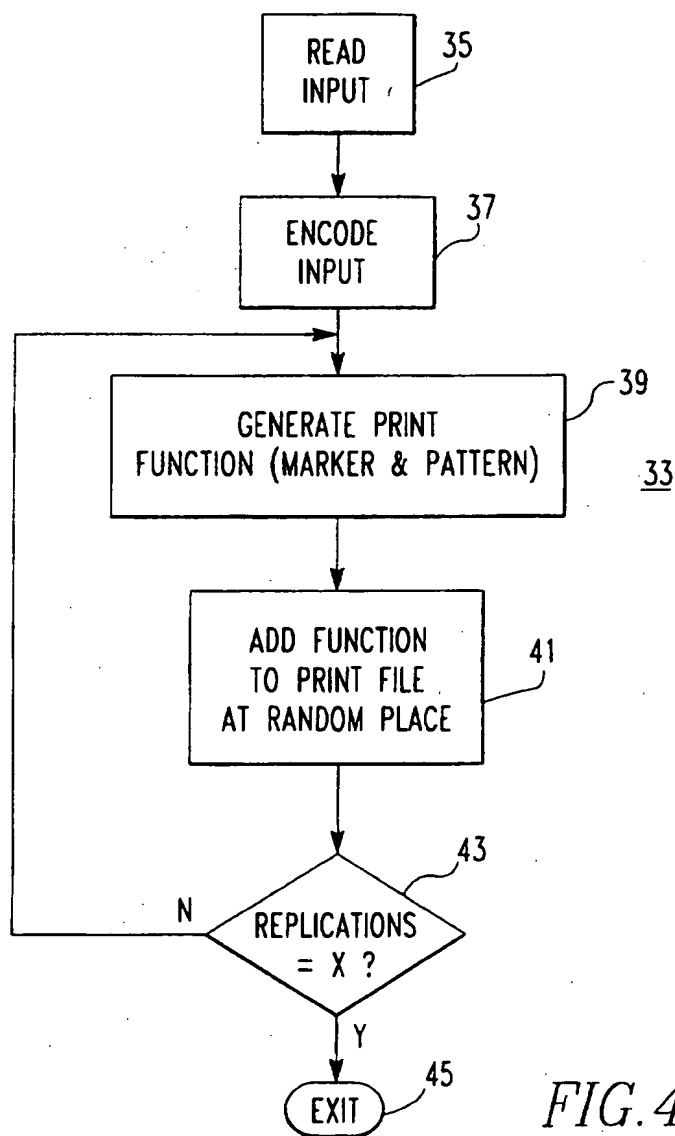 READ
INPUT
35
ENCODE
INPUT
37
GENERATE PRINT
FUNCTION (MARKER & PATTERN)
39
33
ADD FUNCTION
TO PRINT FILE
AT RANDOM PLACE
41
REPLICATIONS
= X ?
43
N
Y
EXIT
45
FIG.4